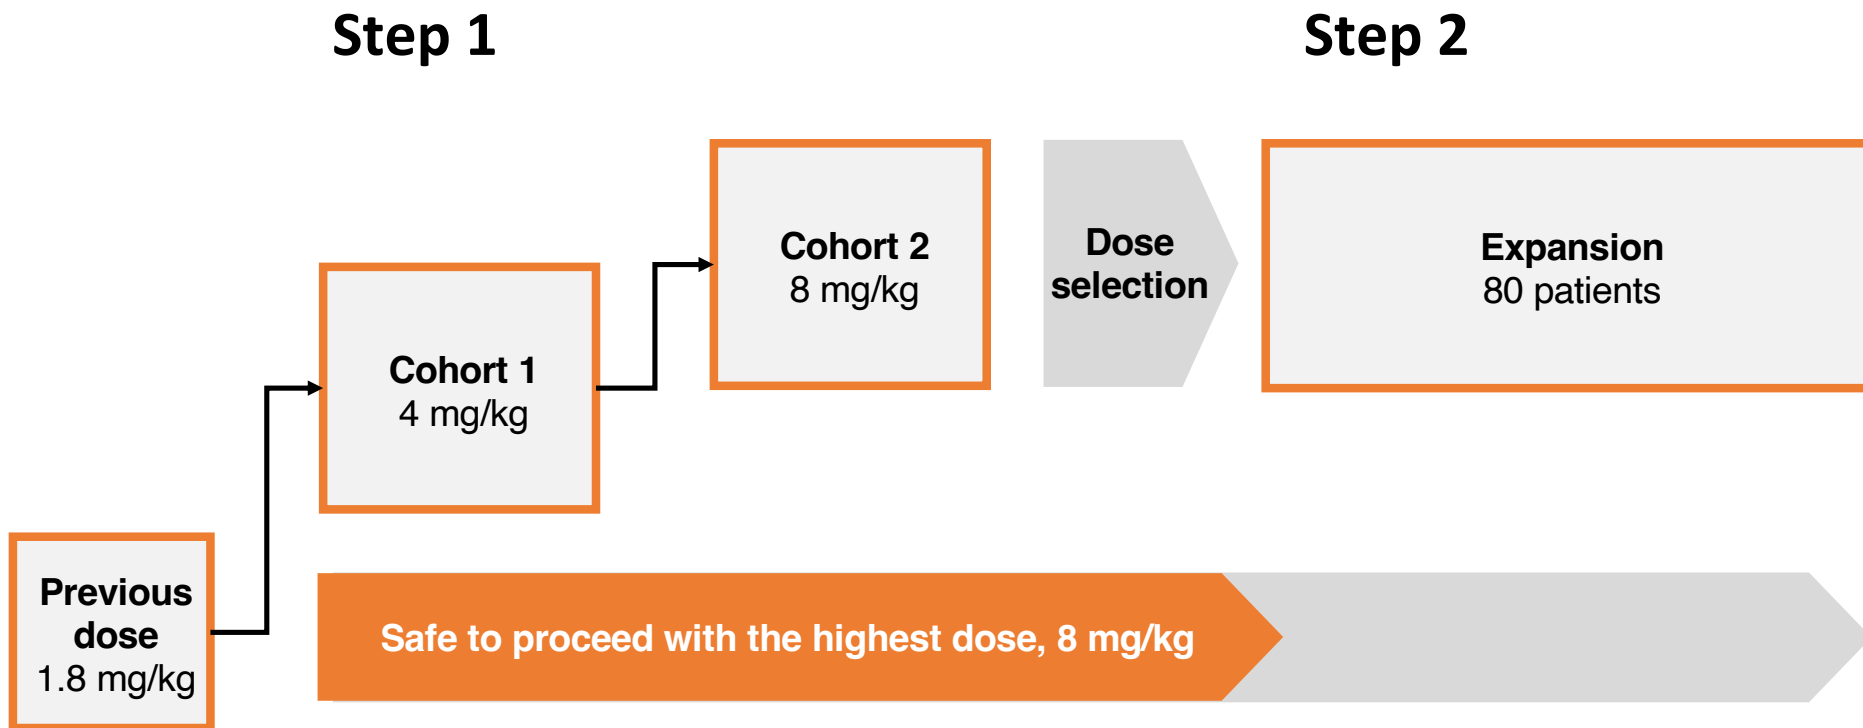 Step 1
Step 2
Cohort 2
8 mg/kg
Dose
selection
Expansion
80 patients
Cohort 1
4 mg/kg
Previous
dose
1.8 mg/kg
Safe to proceed with the highest dose, 8 mg/kg